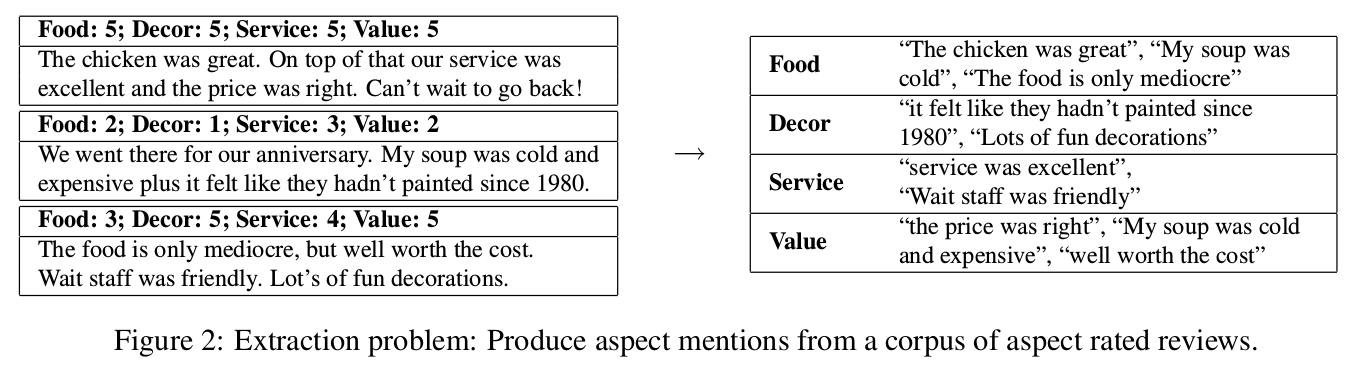 Food: 5; Decor: 5; Service: 5; Value: 5
The chicken was great. On top of that our service was
excellent and the price was right. Can’t wait to go back!
Food: 2; Decor: 1; Service: 3; Value: 2
We went there for our anniversary. My soup was cold and
expensive plus it felt like they hadn’t painted since 1980.
Food: 3; Decor: 5; Service: 4; Value: 5
The food is only mediocre, but well worth the cost.
Wait staff was friendly. Lot’s of fun decorations.
→
Food
“The chicken was great”, “My soup was
cold”, “The food is only mediocre”
Decor
“it felt like they hadn’t painted since
1980”, “Lots of fun decorations”
Service
“service was excellent”,
“Wait staff was friendly”
Value
“the price was right”, “My soup was cold
and expensive”, “well worth the cost”
Figure 2: Extraction problem: Produce aspect mentions from a corpus of aspect rated reviews.